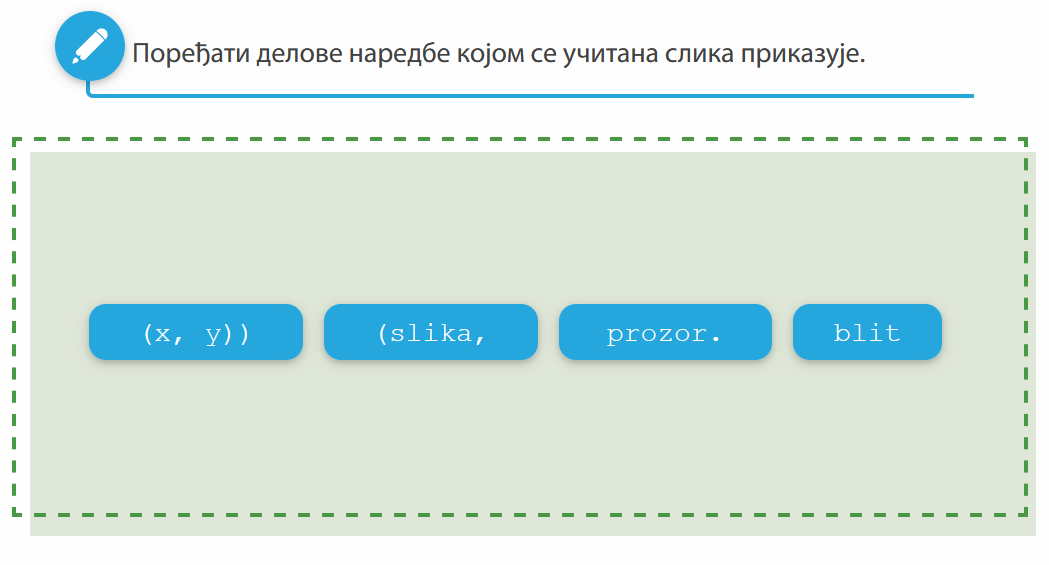 Поређати делове наредбе којом се учитана слика приказује.
(x, y)) (slika, prozor. blit